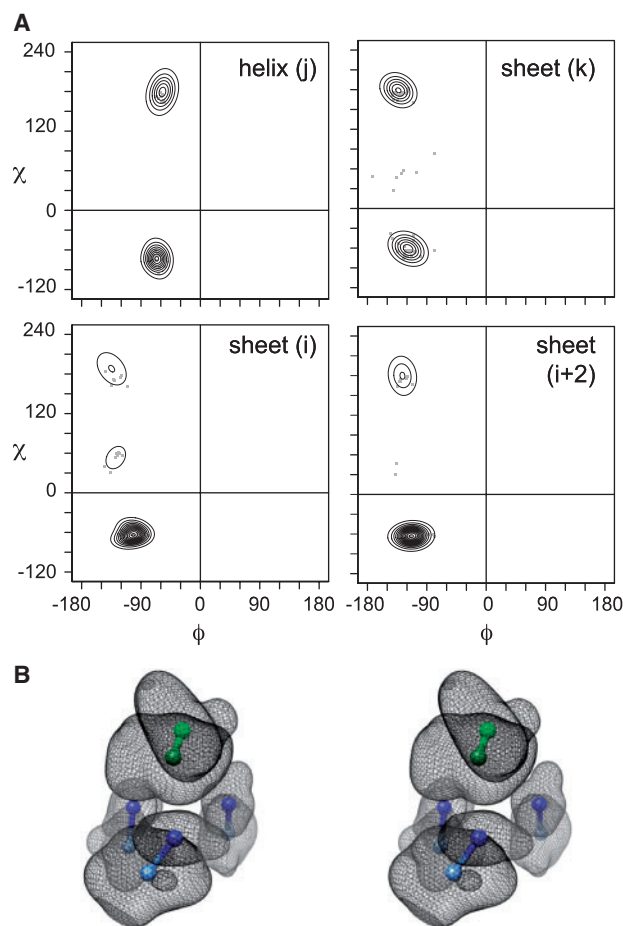 A
240
120
χ
0
-120
helix (j)
sheet (k)
240
120
χ
0
-120
sheet (i)
sheet
(i+2)
-180 -90 0 90 180
-180 -90 0 90 180
ϕ ϕ
B